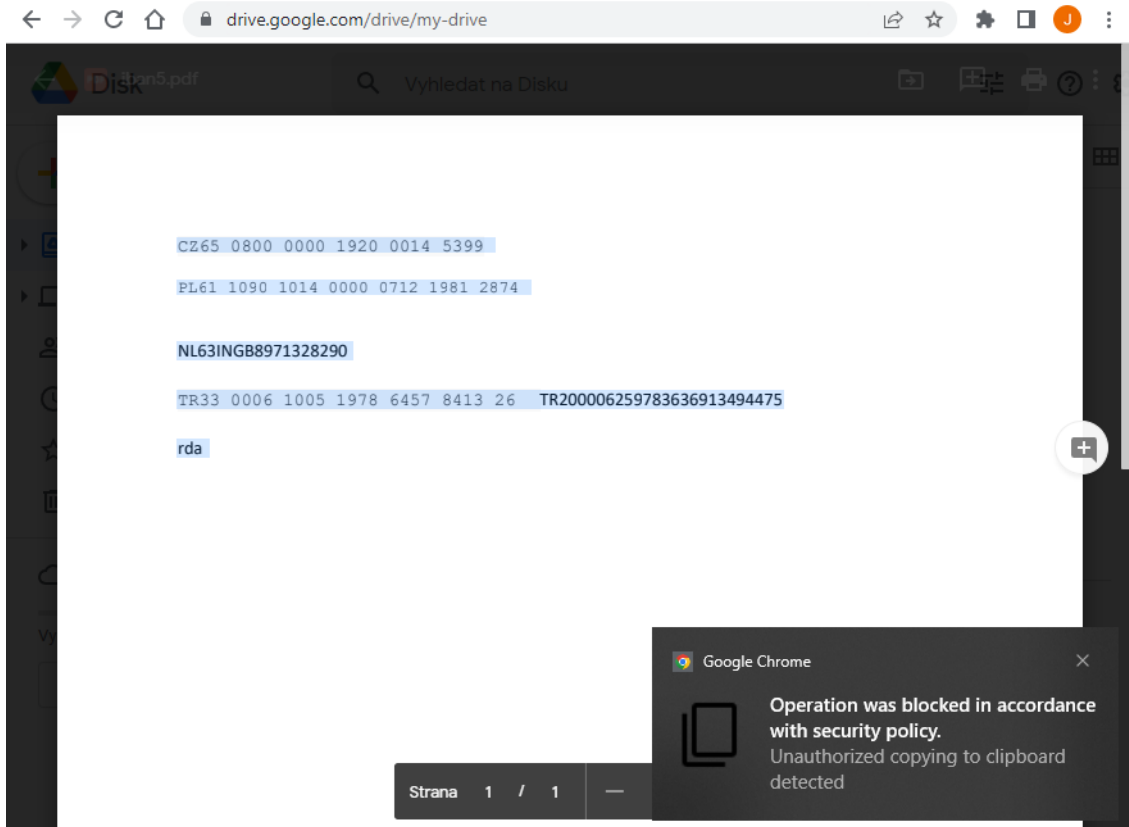 drive.google.com/drive/my-drive
J
Disk
Vyhledat na Disku
CZ65 0800 0000 1920 0014 5399
PL61 1090 1014 0000 0712 1981 2874
NL63INGB8971328290
TR33 0006 1005 1978 6457 8413 26 TR200006259783636913494475
rda
Google Chrome
Operation was blocked in accordance
with security policy.
Unauthorized copying to clipboard
detected
Strana 1 / 1